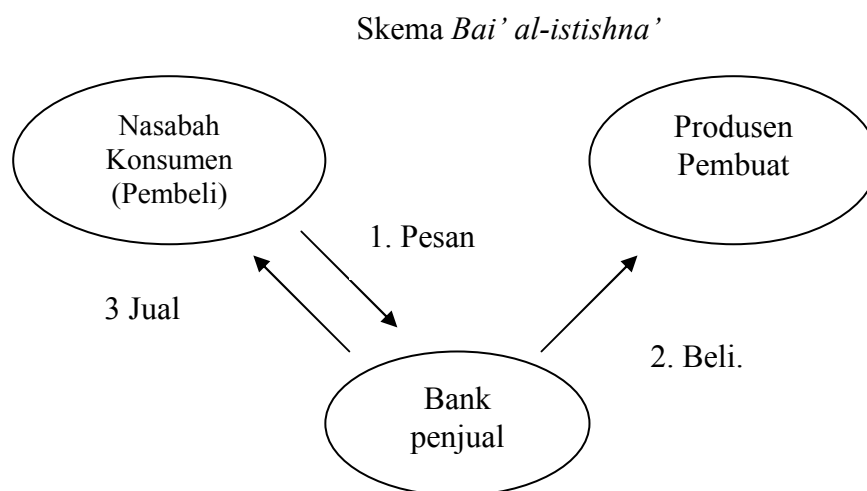 Skema Bai’ al-istishna’
Nasabah
Konsumen
(Pembeli)
Produsen
Pembuat
1. Pesan
3 Jual
2. Beli.
Bank
penjual